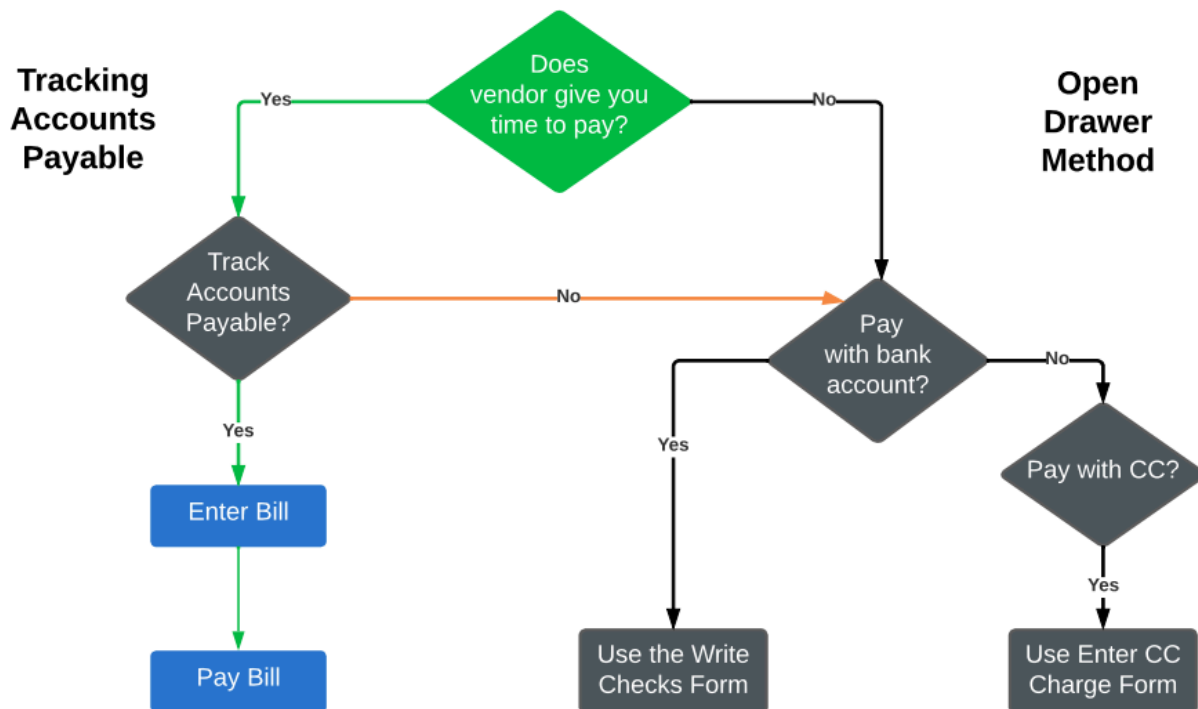 Tracking
Accounts
Payable
Does
vendor give you
time to pay?
Open
Drawer
Method
Yes
No
Track
Accounts
Payable?
No
Pay
with bank
account?
No
Yes
Yes
Pay with CC?
Enter Bill
Yes
Pay Bill
Use the Write
Checks Form
Use Enter CC
Charge Form